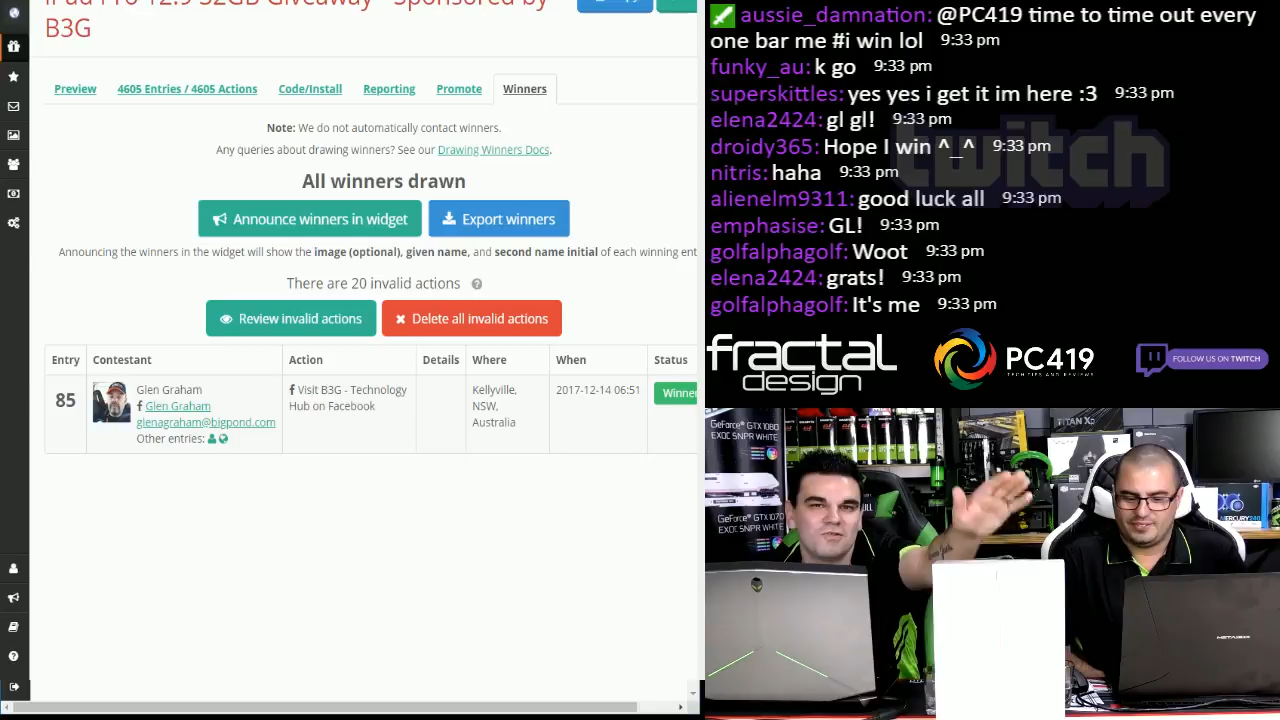 iPad Pro 12.9 32GB Giveaway - Sponsored by
B3G
Preview
4605 Entries / 4605 Actions
Code/Install
Reporting
Promote
Winners
Note: We do not automatically contact winners.
Any queries about drawing winners? See our Drawing Winners Docs.
All winners drawn
Announce winners in widget
Export winners
Announcing the winners in the widget will show the image (optional), given name, and second name initial of each winning ent
There are 20 invalid actions
Review invalid actions
Delete all invalid actions
Entry Contestant Action Details Where When Status
85
Glen Graham
Glen Graham
glenagraham@bigpond.com
Other entries:
Visit B3G - Technology
Hub on Facebook
Kellyville,
NSW,
Australia
2017-12-14 06:51
Winner
aussie_damnation: @PC419 time to time out every
one bar me #i win lol 9:33 pm
funky_au: k go 9:33 pm
superskittles: yes yes i get it im here :3 9:33 pm
elena2424: gl gl! 9:33 pm
droidy365: Hope I win ^_^ 9:33 pm
nitris: haha 9:33 pm
alienelm9311: good luck all 9:33 pm
emphasise: GL! 9:33 pm
golfalphagolf: Woot 9:33 pm
elena2424: grats! 9:33 pm
golfalphagolf: It's me 9:33 pm
twitch
fractal
design
PC419
TECH TIPS AND REVIEWS
FOLLOW US ON TWITCH
GeForce® GTX 1080
EXOC SNPR WHITE
GeForce® GTX 1070
EXOC SNPR WHITE
TITAN Xp
METABOX